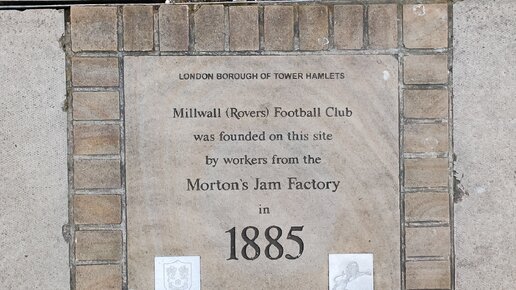 LONDON BOROUGH OF TOWER HAMLETS
Millwall (Rovers) Football Club
was founded on this site
by workers from the
Morton's Jam Factory
in
1885